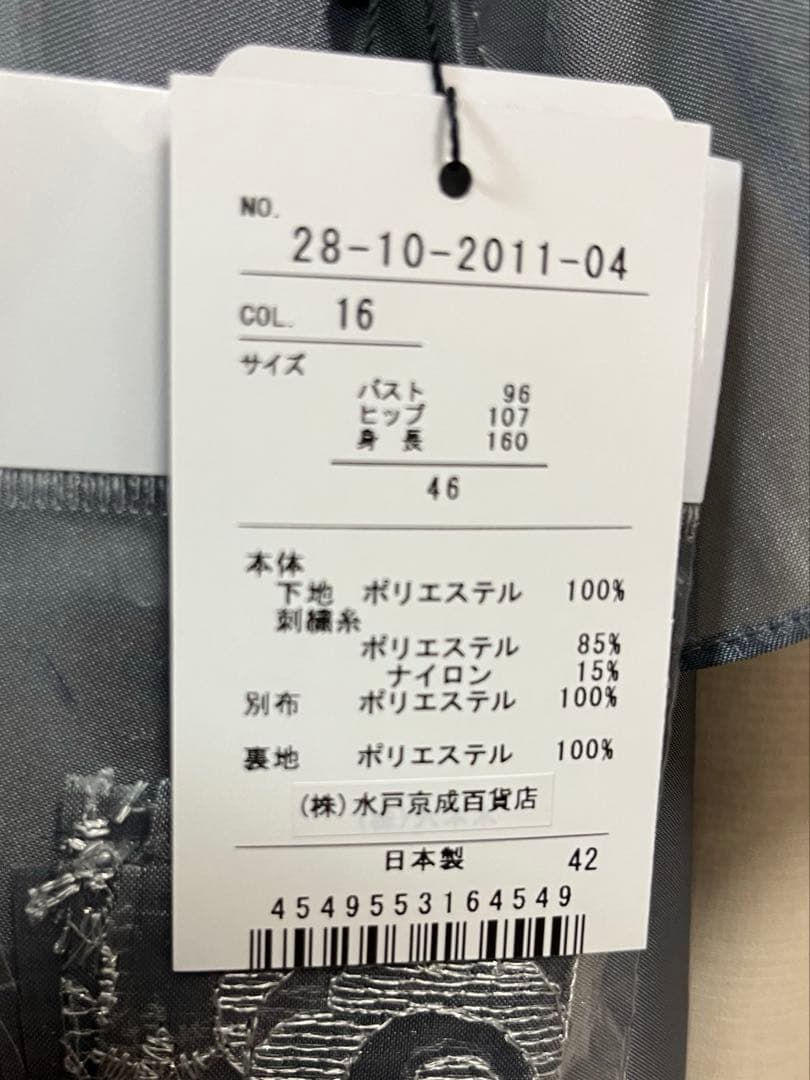 NO.
28-10-2011-04
COL. 16
サイズ
バスト 96
ヒップ 107
身長 160
46
本体
下地 ポリエステル 100%
刺繍糸
ポリエステル 85%
ナイロン 15%
別布 ポリエステル 100%
裏地 ポリエステル 100%
(株)水戸京成百貨店
日本製 42
4549553164549